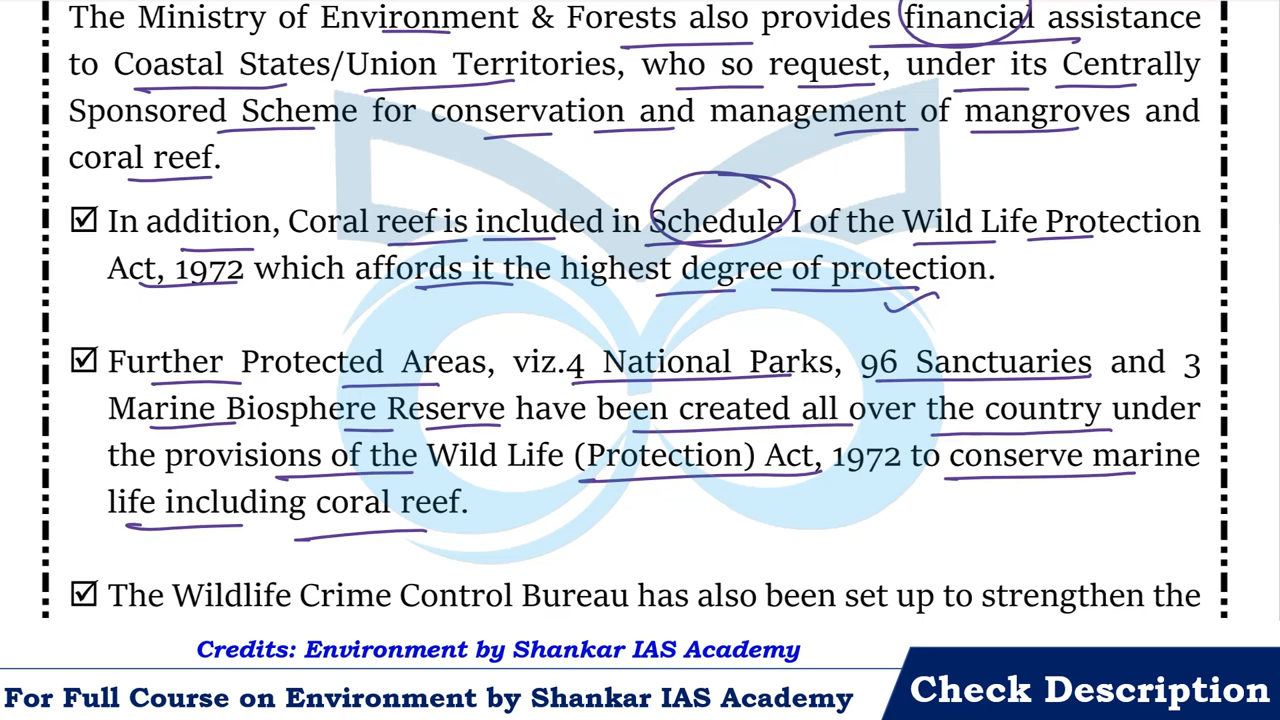 The Ministry of Environment & Forests also provides financial assistance
to Coastal States/Union Territories, who so request, under its Centrally
Sponsored Scheme for conservation and management of mangroves and
coral reef.
☑ In addition, Coral reef is included in Schedule I of the Wild Life Protection
Act, 1972 which affords it the highest degree of protection.
☑ Further Protected Areas, viz.4 National Parks, 96 Sanctuaries and 3
Marine Biosphere Reserve have been created all over the country under
the provisions of the Wild Life (Protection) Act, 1972 to conserve marine
life including coral reef.
☑ The Wildlife Crime Control Bureau has also been set up to strengthen the
Credits: Environment by Shankar IAS Academy
For Full Course on Environment by Shankar IAS Academy
Check Description